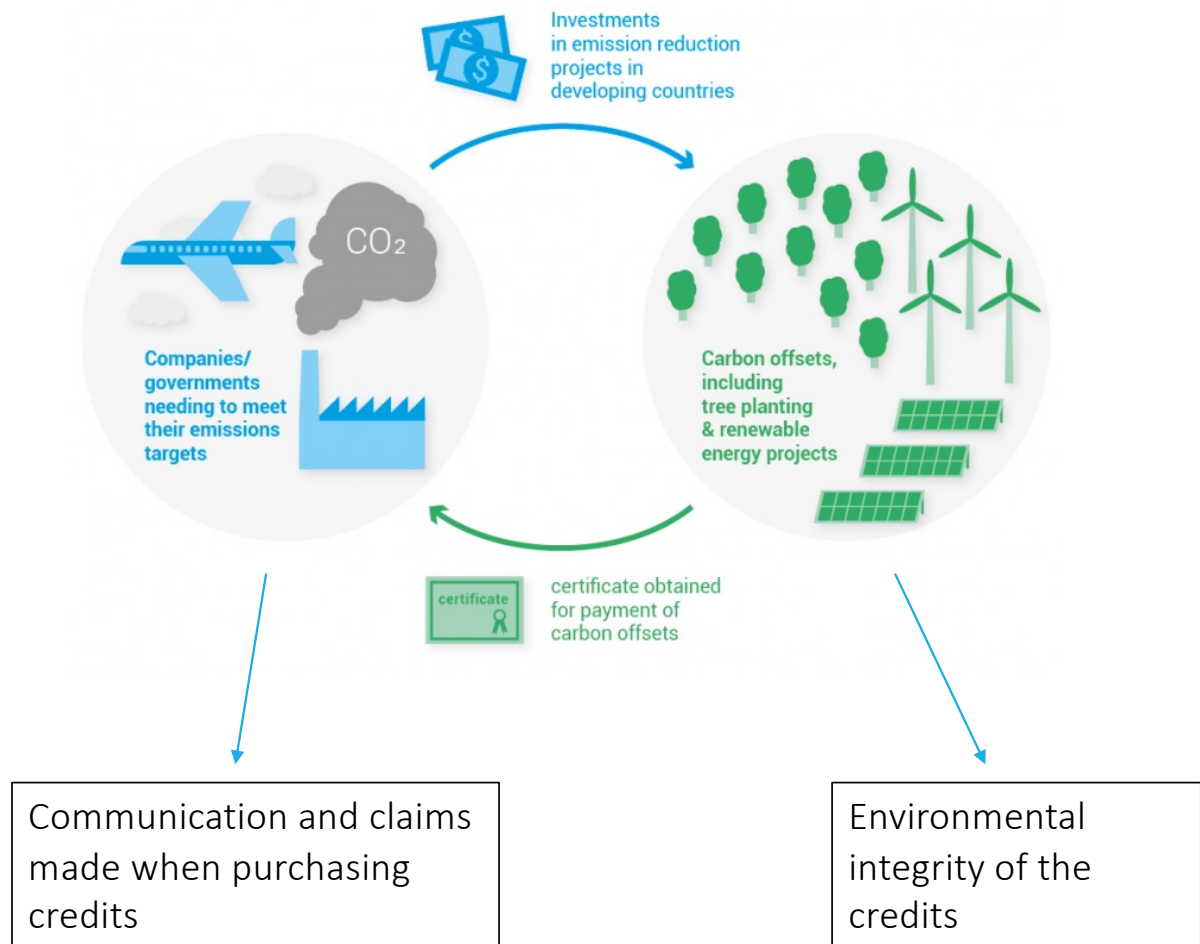 Investments
in emission reduction
projects in
developing countries
$
$
CO₂
Companies/
governments
needing to meet
their emissions
targets
Carbon offsets,
including
tree planting
& renewable
energy projects
certificate
certificate obtained
for payment of
carbon offsets
Communication and claims
made when purchasing
credits
Environmental
integrity of the
credits